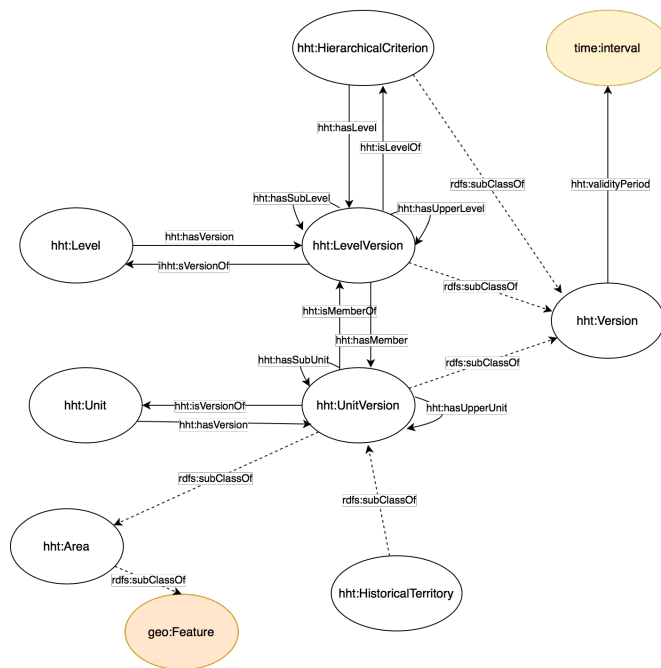 hht:HierarchicalCriterion
time:interval
hht:hasLevel
hht:isLevelOf
rdfs:subClassOf
hht:validityPeriod
hht:hasSubLevel
hht:hasUpperLevel
hht:Level
hht:hasVersion
hht:LevelVersion
ihht:sVersionOf
rdfs:subClassOf
hht:isMemberOf
hht:Version
hht:hasMember
hht:hasSubUnit
rdfs:subClassOf
hht:Unit
hht:isVersionOf
hht:UnitVersion
hht:hasUpperUnit
hht:hasVersion
rdfs:subClassOf
rdfs:subClassOf
hht:Area
rdfs:subClassOf
hht:HistoricalTerritory
geo:Feature